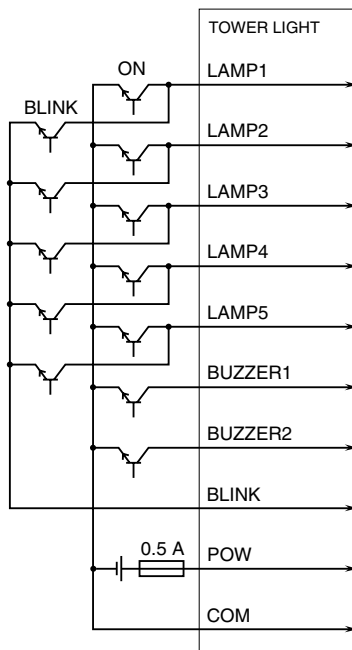 TOWER LIGHT
ON
LAMP1
BLINK
LAMP2
LAMP3
LAMP4
LAMP5
BUZZER1
BUZZER2
BLINK
0.5 A
POW
COM